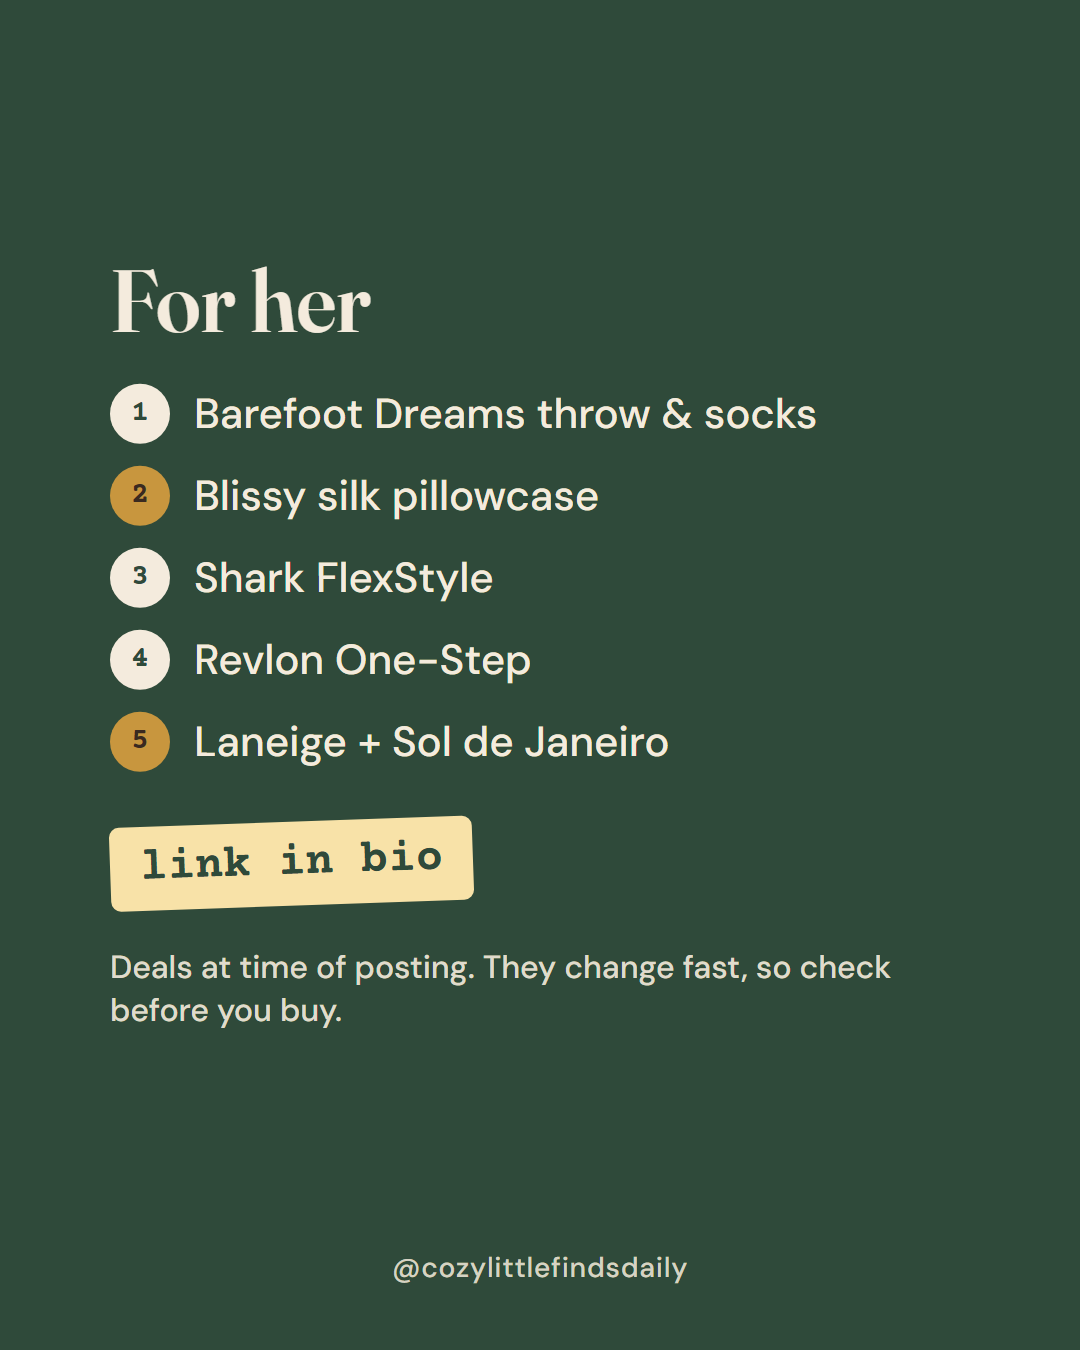 For her
1 Barefoot Dreams throw & socks
2 Blissy silk pillowcase
3 Shark FlexStyle
4 Revlon One-Step
5 Laneige + Sol de Janeiro
link in bio
Deals at time of posting. They change fast, so check
before you buy.
@cozylittlefindsdaily